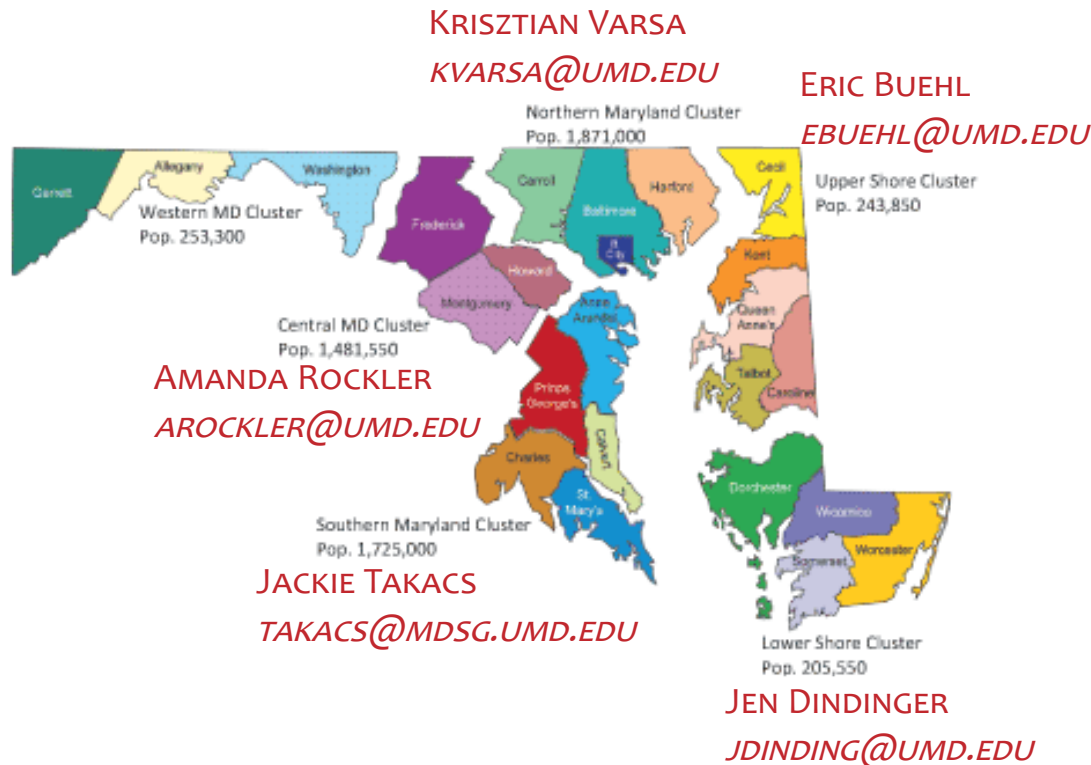 Krisztian Varsa
kvarsa@umd.edu
Eric Buehl
ebuehl@umd.edu
Northern Maryland Cluster
Pop. 1,871,000
Upper Shore Cluster
Pop. 243,850
Garrett
Allegany
Washington
Western MD Cluster
Pop. 253,300
Frederick
Carroll
Baltimore
B. City
Harford
Cecil
Kent
Howard
Montgomery
Central MD Cluster
Pop. 1,481,550
Anne
Arundel
Queen
Anne's
Talbot
Caroline
Amanda Rockler
arockler@umd.edu
Prince
George's
Charles
Calvert
St.
Mary's
Southern Maryland Cluster
Pop. 1,725,000
Jackie Takacs
takacs@mdsg.umd.edu
Dorchester
Wicomico
Somerset
Worcester
Lower Shore Cluster
Pop. 205,550
Jen Dindinger
jdinding@umd.edu